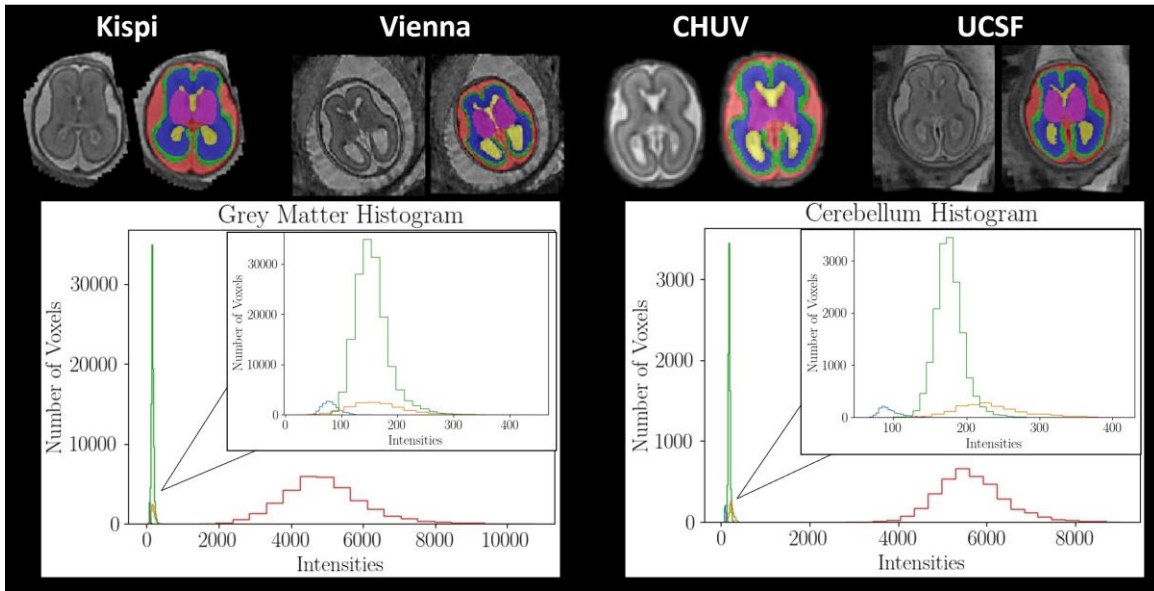 Kispi
Vienna
CHUV
UCSF
Grey Matter Histogram
Number of Voxels
30000
20000
10000
0
0
2000
4000
6000
8000
10000
Intensities
Number of Voxels
30000
20000
10000
0
0
100
200
300
400
Intensities
Cerebellum Histogram
Number of Voxels
3000
2000
1000
0
0
2000
4000
6000
8000
Intensities
Number of Voxels
3000
2000
1000
0
100
200
300
400
Intensities